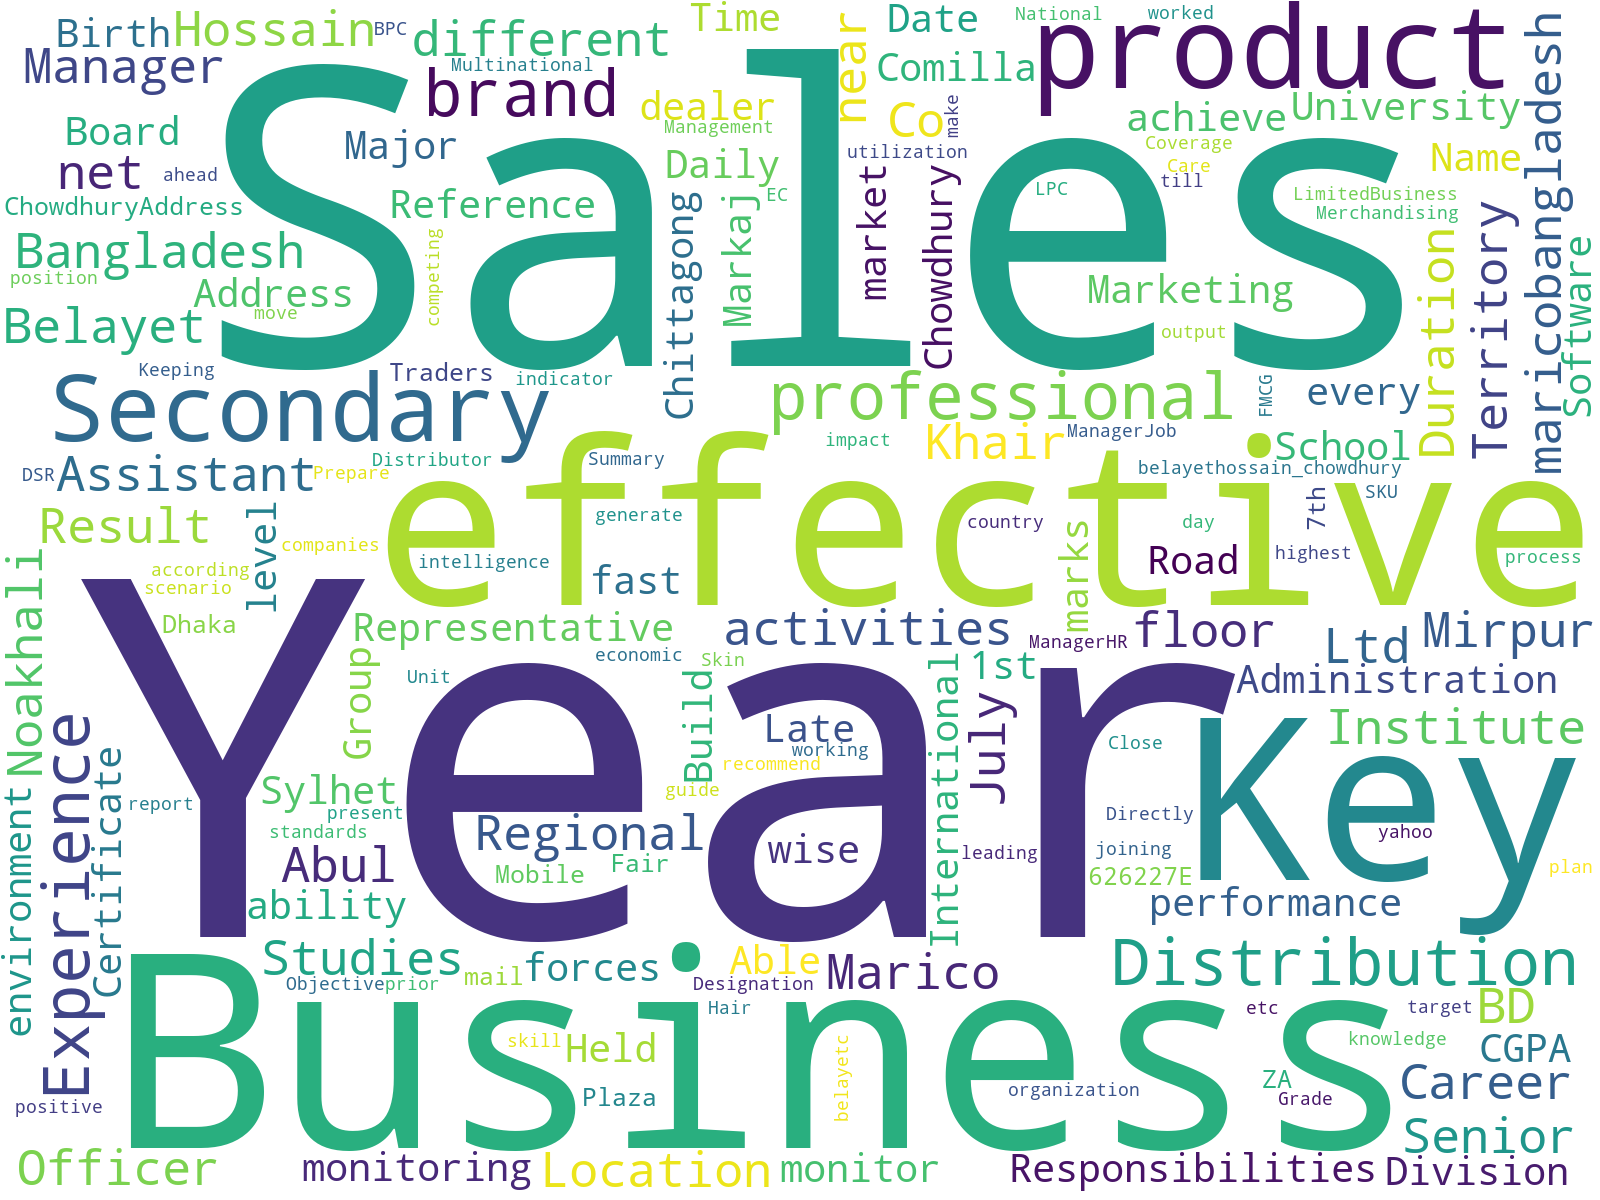 Sales
Year
effective
Business
Key
product
Secondary
brand
professional
Distribution
Experience
different
Hossain
Birth
BPC
Manager
Multinational
Time
National
worked
Date
near
Comilla
maricobangladesh
Board
net
ahead
Major
dealer
Management
Co
make
achieve
University
Coverage
Care
till
Name
utilization
Daily
EC
LPC
LimitedBusiness
Merchandising
ChowdhuryAddress
Reference
Chittagong
Markaj
market
Chowdhury
Bangladesh
position
Address
move
competing
Marketing
output
Duration
Territory
Software
Belayet
Keeping
Traders
indicator
FMCG
every
Khair
ManagerJob
School
impact
DSR
Assistant
Prepare
Distributor
Summary
belayethossain_chowdhury
SKU
Result
level
companies
generate
intelligence
country
day
7th
highest
process
marks
Road
Noakhali
according
scenario
fast
Dhaka
Representative
activities
economic
Unit
Skin
ManagerHR
floor
Ltd
Mirpur
1st
Administration
Group
Build
International
July
Late
working
recommend
guide
Close
Institute
environment
Certificate
report
Sylhet
present
standards
Regional
wise
leading
Directly
joining
yahoo
plan
Abul
Mobile
Fair
626227E
ability
performance
Studies
mail
forces
Able
Designation
Marico
Objective
prior
Hair
etc
target
BD
skill
Held
Plaza
belayetc
organization
knowledge
CGPA
ZA
Grade
Career
positive
Senior
Officer
monitoring
Location
monitor
Responsibilities
Division